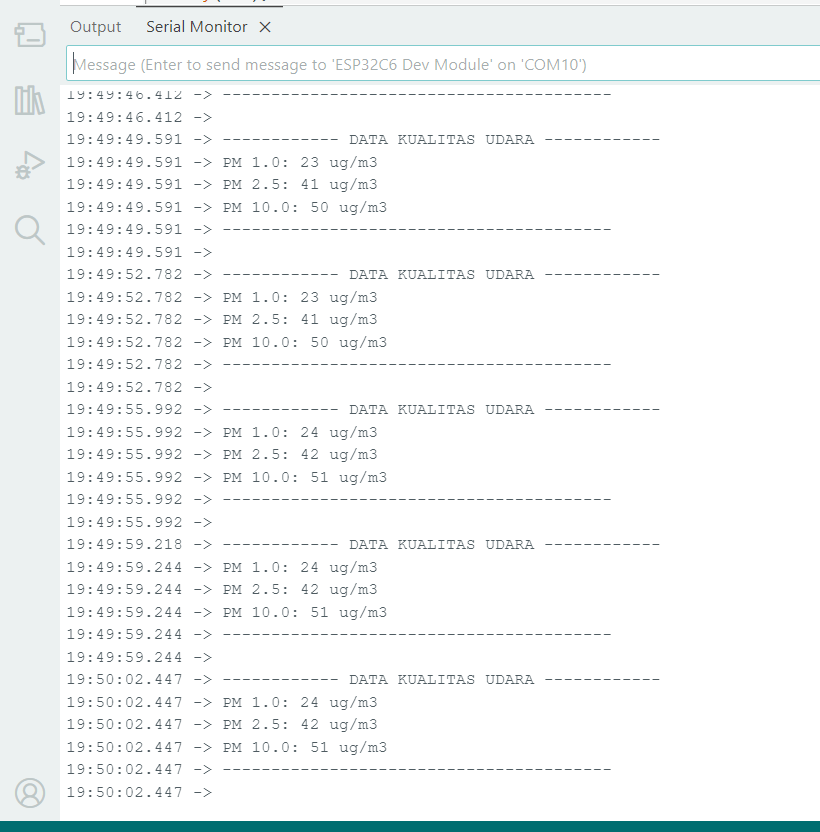 Output Serial Monitor
Message (Enter to send message to 'ESP32C6 Dev Module' on 'COM10')
19:49:46.412 -> ----------------------------------------
19:49:46.412 ->
19:49:49.591 -> ------------ DATA KUALITAS UDARA ------------
19:49:49.591 -> PM 1.0: 23 ug/m3
19:49:49.591 -> PM 2.5: 41 ug/m3
19:49:49.591 -> PM 10.0: 50 ug/m3
19:49:49.591 -> ----------------------------------------
19:49:49.591 ->
19:49:52.782 -> ------------ DATA KUALITAS UDARA ------------
19:49:52.782 -> PM 1.0: 23 ug/m3
19:49:52.782 -> PM 2.5: 41 ug/m3
19:49:52.782 -> PM 10.0: 50 ug/m3
19:49:52.782 -> ----------------------------------------
19:49:52.782 ->
19:49:55.992 -> ------------ DATA KUALITAS UDARA ------------
19:49:55.992 -> PM 1.0: 24 ug/m3
19:49:55.992 -> PM 2.5: 42 ug/m3
19:49:55.992 -> PM 10.0: 51 ug/m3
19:49:55.992 -> ----------------------------------------
19:49:55.992 ->
19:49:59.218 -> ------------ DATA KUALITAS UDARA ------------
19:49:59.244 -> PM 1.0: 24 ug/m3
19:49:59.244 -> PM 2.5: 42 ug/m3
19:49:59.244 -> PM 10.0: 51 ug/m3
19:49:59.244 -> ----------------------------------------
19:49:59.244 ->
19:50:02.447 -> ------------ DATA KUALITAS UDARA ------------
19:50:02.447 -> PM 1.0: 24 ug/m3
19:50:02.447 -> PM 2.5: 42 ug/m3
19:50:02.447 -> PM 10.0: 51 ug/m3
19:50:02.447 -> ----------------------------------------
19:50:02.447 ->